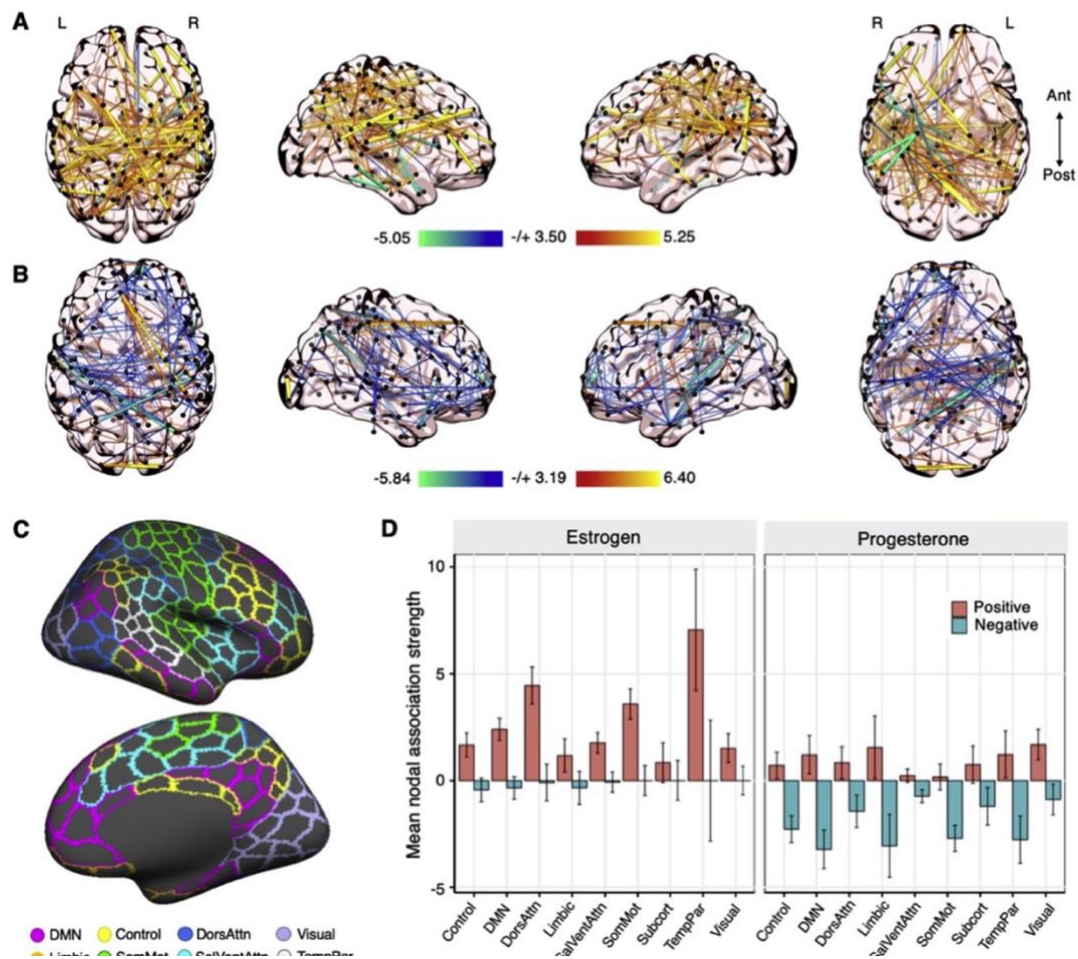 A
L R R L
Ant
Post
-5.05 -/+ 3.50 5.25
B
-5.84 -/+ 3.19 6.40
C
D
Estrogen Progesterone
Mean nodal association strength
10
5
0
-5
Positive
Negative
Control DMN DorsAttn Limbic SalVentAttn SomMot Subcort TempPar Visual
Control DMN DorsAttn Limbic SalVentAttn SomMot Subcort TempPar Visual
DMN Control DorsAttn Visual
Limbic SomMot SalVentAttn TempPar